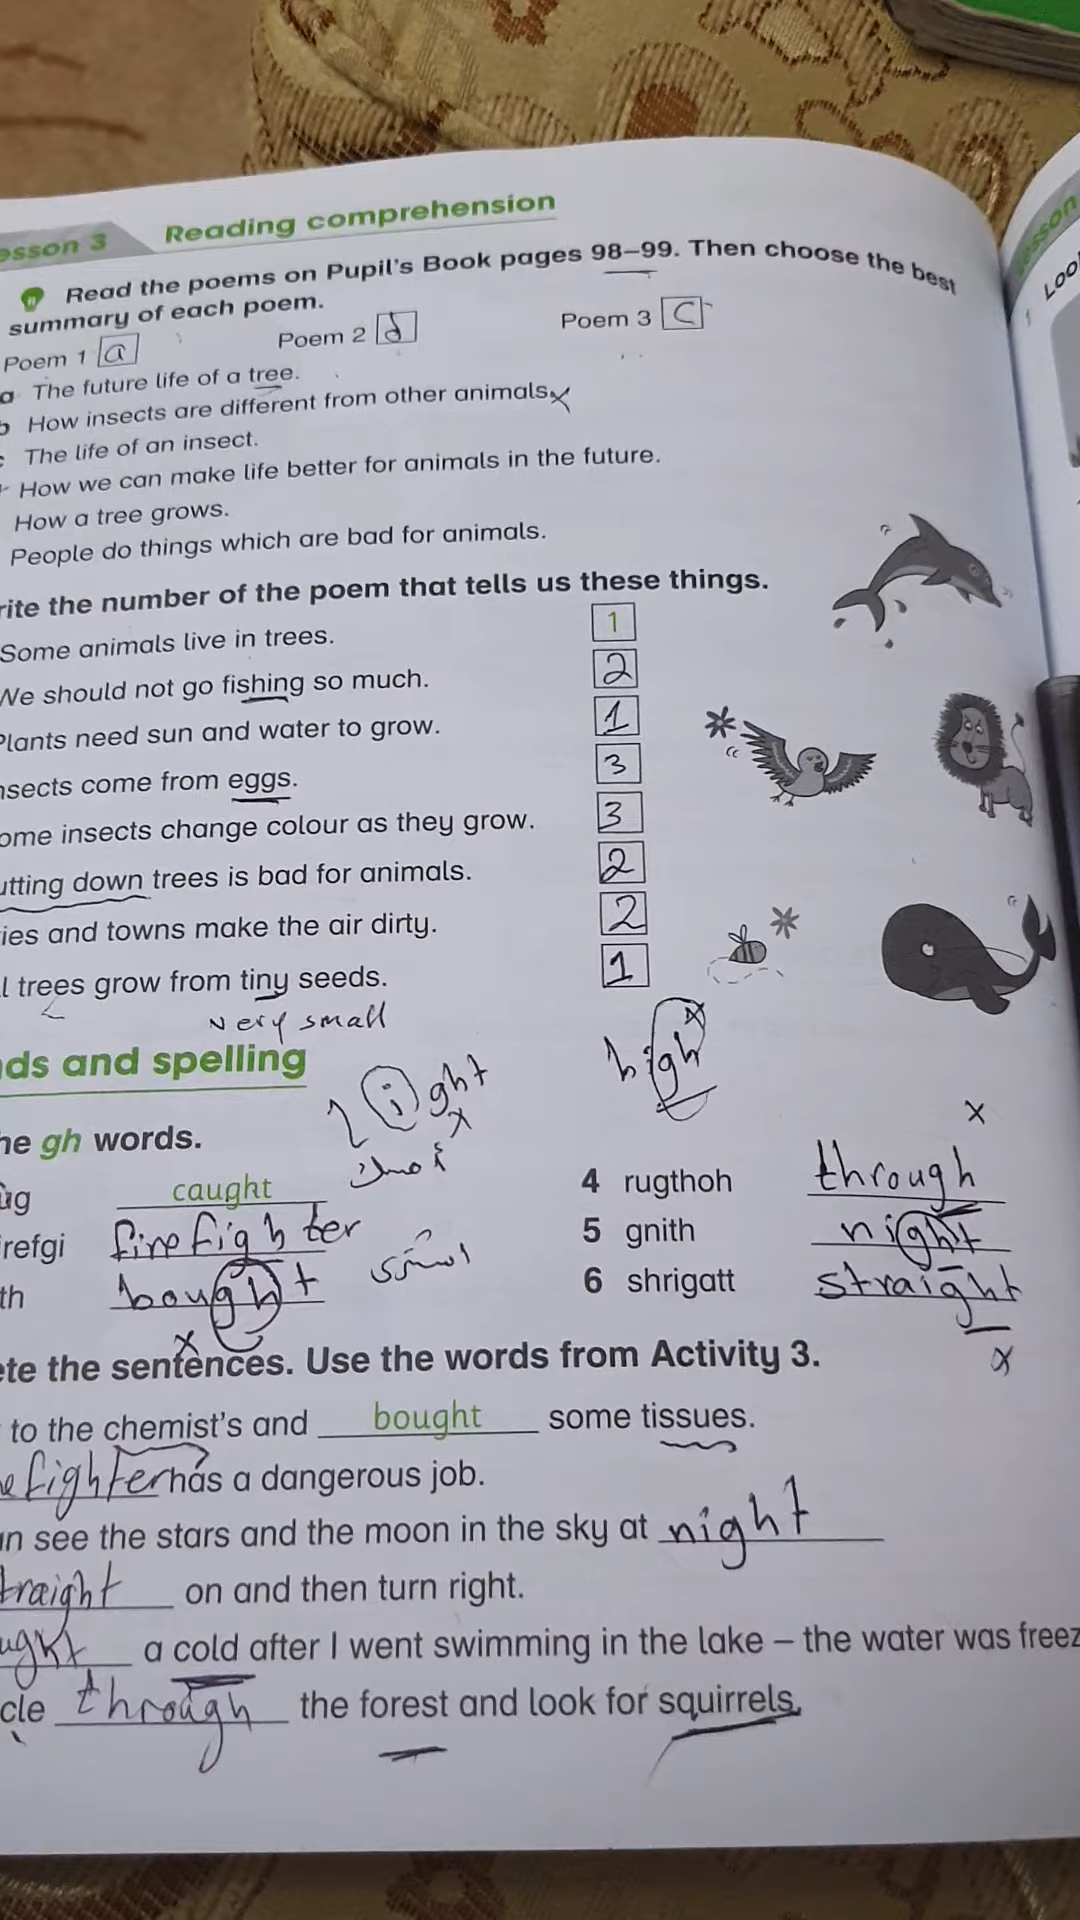 esson 3 Reading comprehension
Read the poems on Pupil's Book pages 98–99. Then choose the best
summary of each poem.
Poem 1 a Poem 2 d Poem 3 c
a The future life of a tree.
b How insects are different from other animals. x
c The life of an insect.
How we can make life better for animals in the future.
How a tree grows.
People do things which are bad for animals.
rite the number of the poem that tells us these things.
Some animals live in trees. 1
We should not go fishing so much. 2
Plants need sun and water to grow. 1
nsects come from eggs. 3
ome insects change colour as they grow. 3
utting down trees is bad for animals. 2
ies and towns make the air dirty. 2
l trees grow from tiny seeds. 1
very small
nds and spelling
light
x
high
x
he gh words.
أمسك
ug caught
refgi firefighter
th bought
x
اشترى
4 rugthoh through
x
5 gnith night
6 shrigatt straight
x
ete the sentences. Use the words from Activity 3.
to the chemist's and bought some tissues.
efighter has a dangerous job.
an see the stars and the moon in the sky at night
traight on and then turn right.
ught a cold after I went swimming in the lake – the water was freez
cle through the forest and look for squirrels.
esson
1 Loo